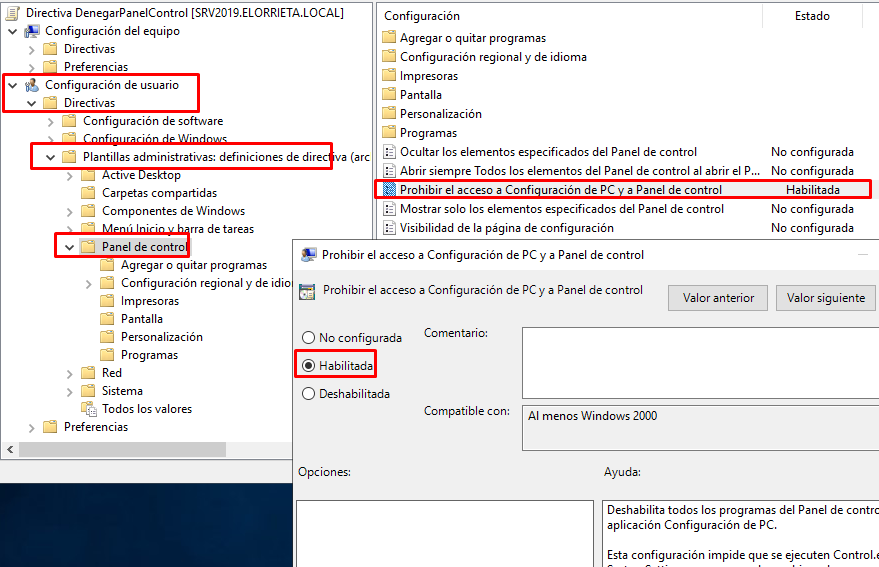 Directiva DenegarPanelControl [SRV2019.ELORRIETA.LOCAL]
Configuración del equipo
Directivas
Preferencias
Configuración de usuario
Directivas
Configuración de software
Configuración de Windows
Plantillas administrativas: definiciones de directiva (arc
Active Desktop
Carpetas compartidas
Componentes de Windows
Menú Inicio y barra de tareas
Panel de control
Agregar o quitar programas
Configuración regional y de idio
Impresoras
Pantalla
Personalización
Programas
Red
Sistema
Todos los valores
Preferencias
Configuración Estado
Agregar o quitar programas
Configuración regional y de idioma
Impresoras
Pantalla
Personalización
Programas
Ocultar los elementos especificados del Panel de control No configurada
Abrir siempre Todos los elementos del Panel de control al abrir el P... No configurada
Prohibir el acceso a Configuración de PC y a Panel de control Habilitada
Mostrar solo los elementos especificados del Panel de control No configurada
Visibilidad de la página de configuración No configurada
Prohibir el acceso a Configuración de PC y a Panel de control
Prohibir el acceso a Configuración de PC y a Panel de control
Valor anterior Valor siguiente
No configurada
Habilitada
Deshabilitada
Comentario:
Compatible con: Al menos Windows 2000
Opciones: Ayuda:
Deshabilita todos los programas del Panel de contro
aplicación Configuración de PC.
Esta configuración impide que se ejecuten Control.e